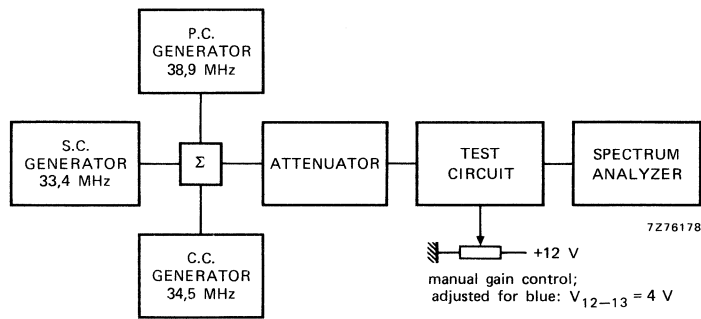 P.C.
GENERATOR
38,9 MHz
S.C.
GENERATOR
33,4 MHz
Σ
ATTENUATOR
TEST
CIRCUIT
SPECTRUM
ANALYZER
7Z76178
+12 V
C.C.
GENERATOR
34,5 MHz
manual gain control;
adjusted for blue: V12–13 = 4 V